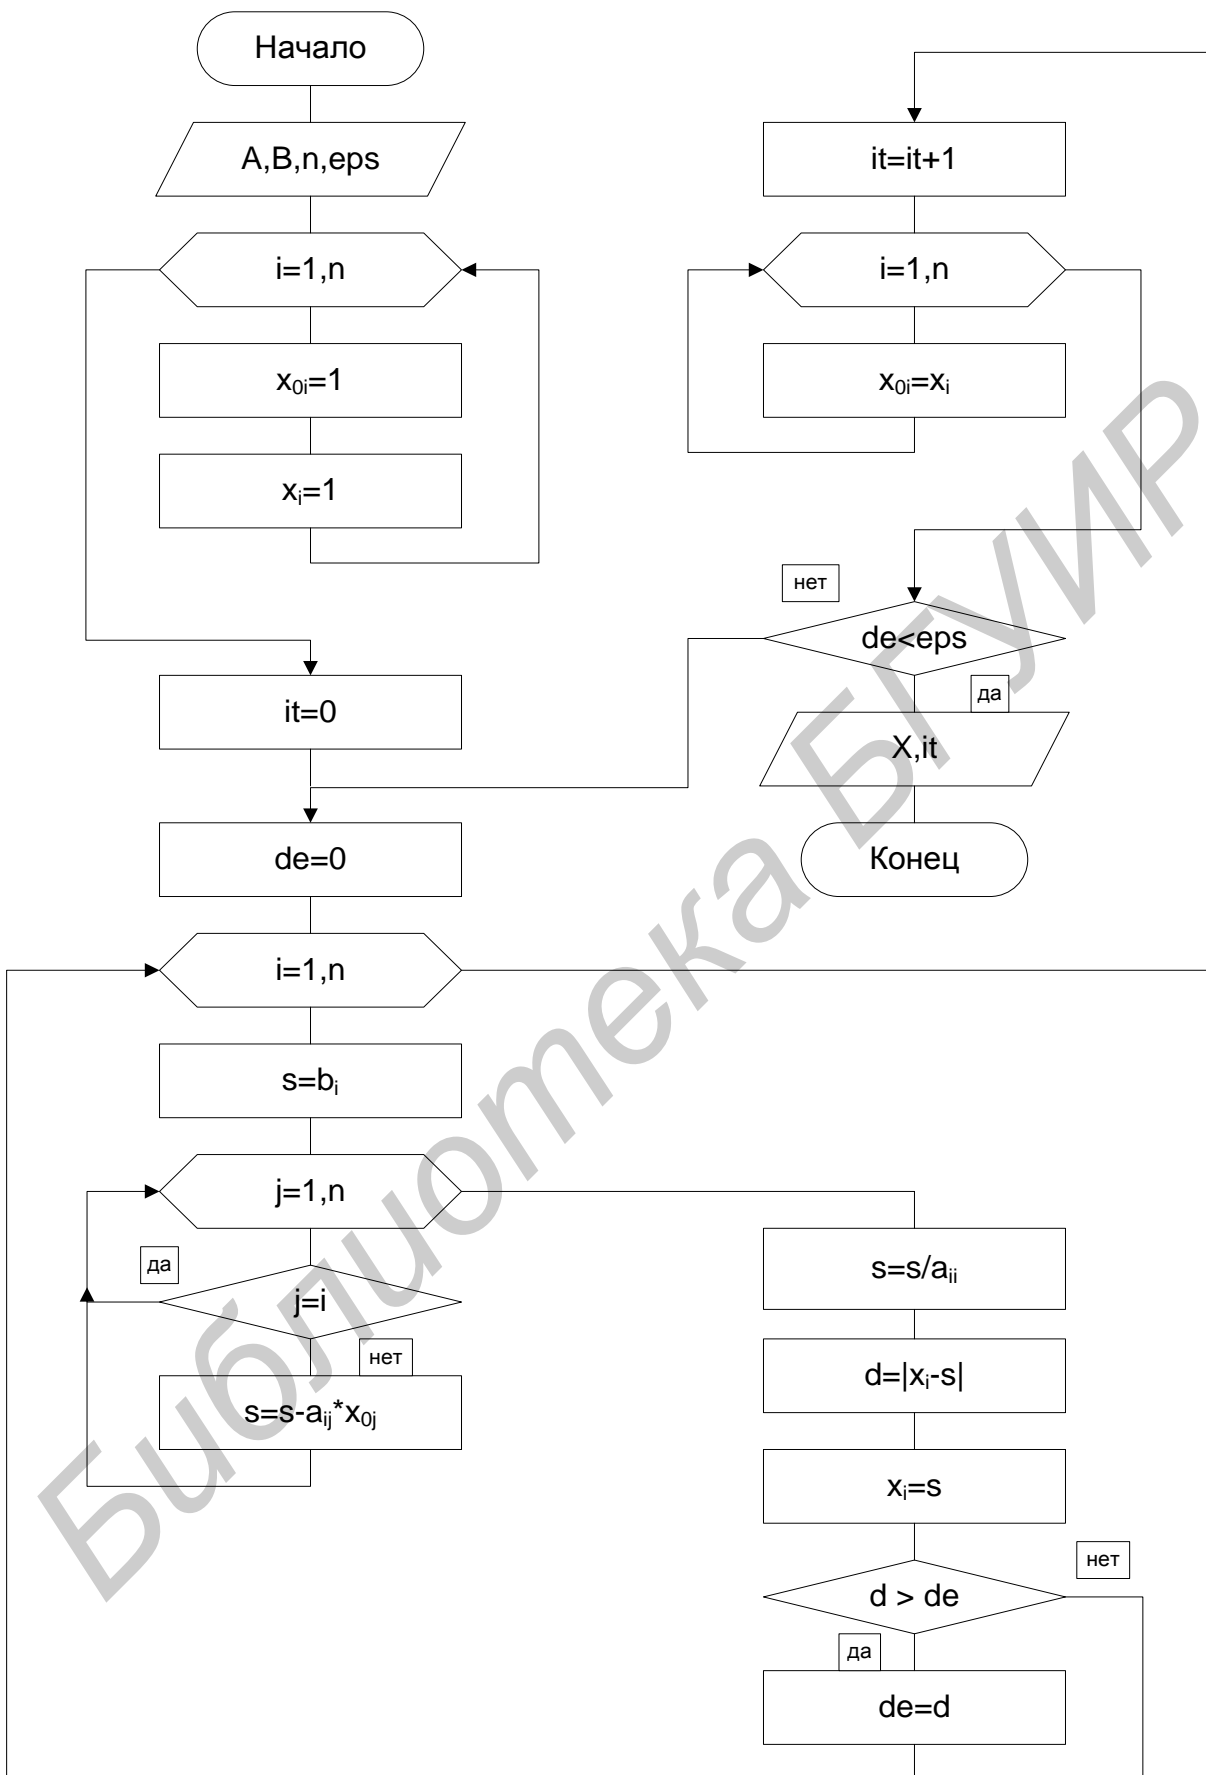 Начало
A,B,n,eps
i=1,n
x₀ᵢ=1
xᵢ=1
it=0
de=0
i=1,n
s=bᵢ
j=1,n
да
j=i
нет
s=s-aᵢⱼ*x₀ⱼ
s=s/aᵢᵢ
d=|xᵢ-s|
xᵢ=s
нет
d > de
да
de=d
it=it+1
i=1,n
x₀ᵢ=xᵢ
нет
de<eps
да
X,it
Конец
Библиотека БГУИР